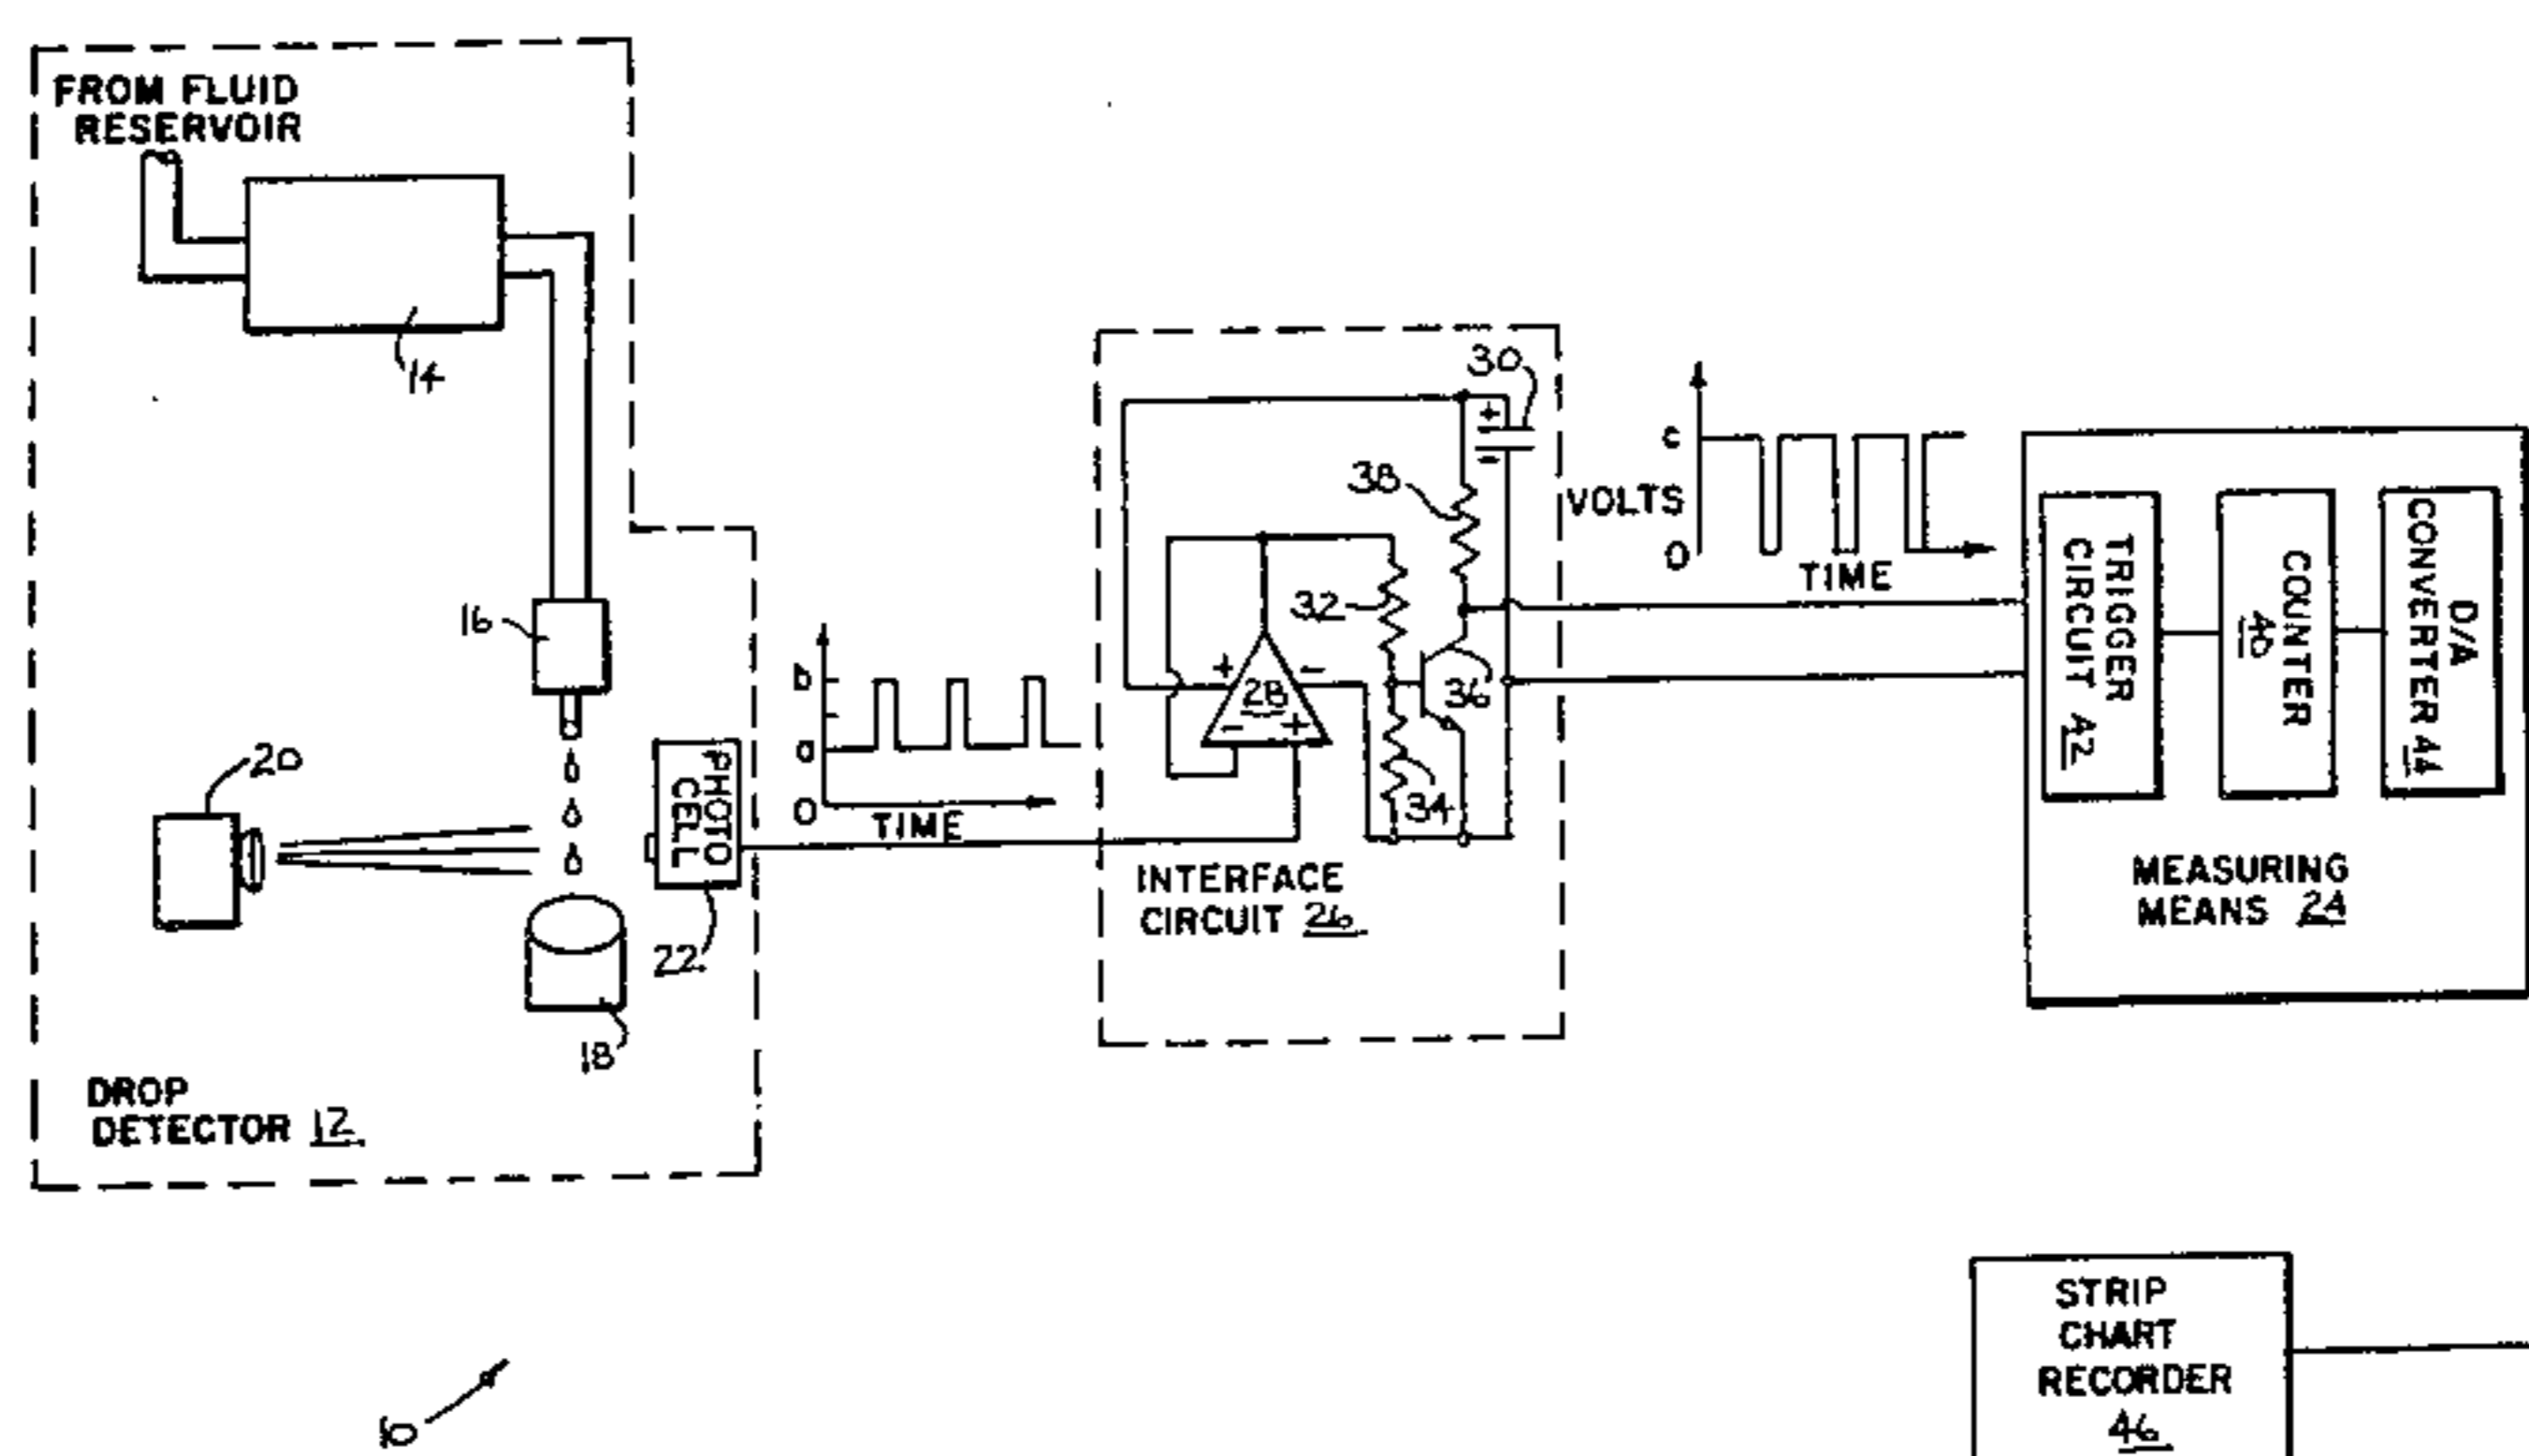 FROM FLUID
RESERVOIR
14
16
20
PHOTO
CELL
22
18
DROP
DETECTOR 12
b
a
0
TIME
30
+
-
38
32
+
-
28
-
+
36
34
INTERFACE
CIRCUIT 26
c
VOLTS
0
TIME
TRIGGER
CIRCUIT 42
COUNTER
40
D/A
CONVERTER 44
MEASURING
MEANS 24
STRIP
CHART
RECORDER
46
10